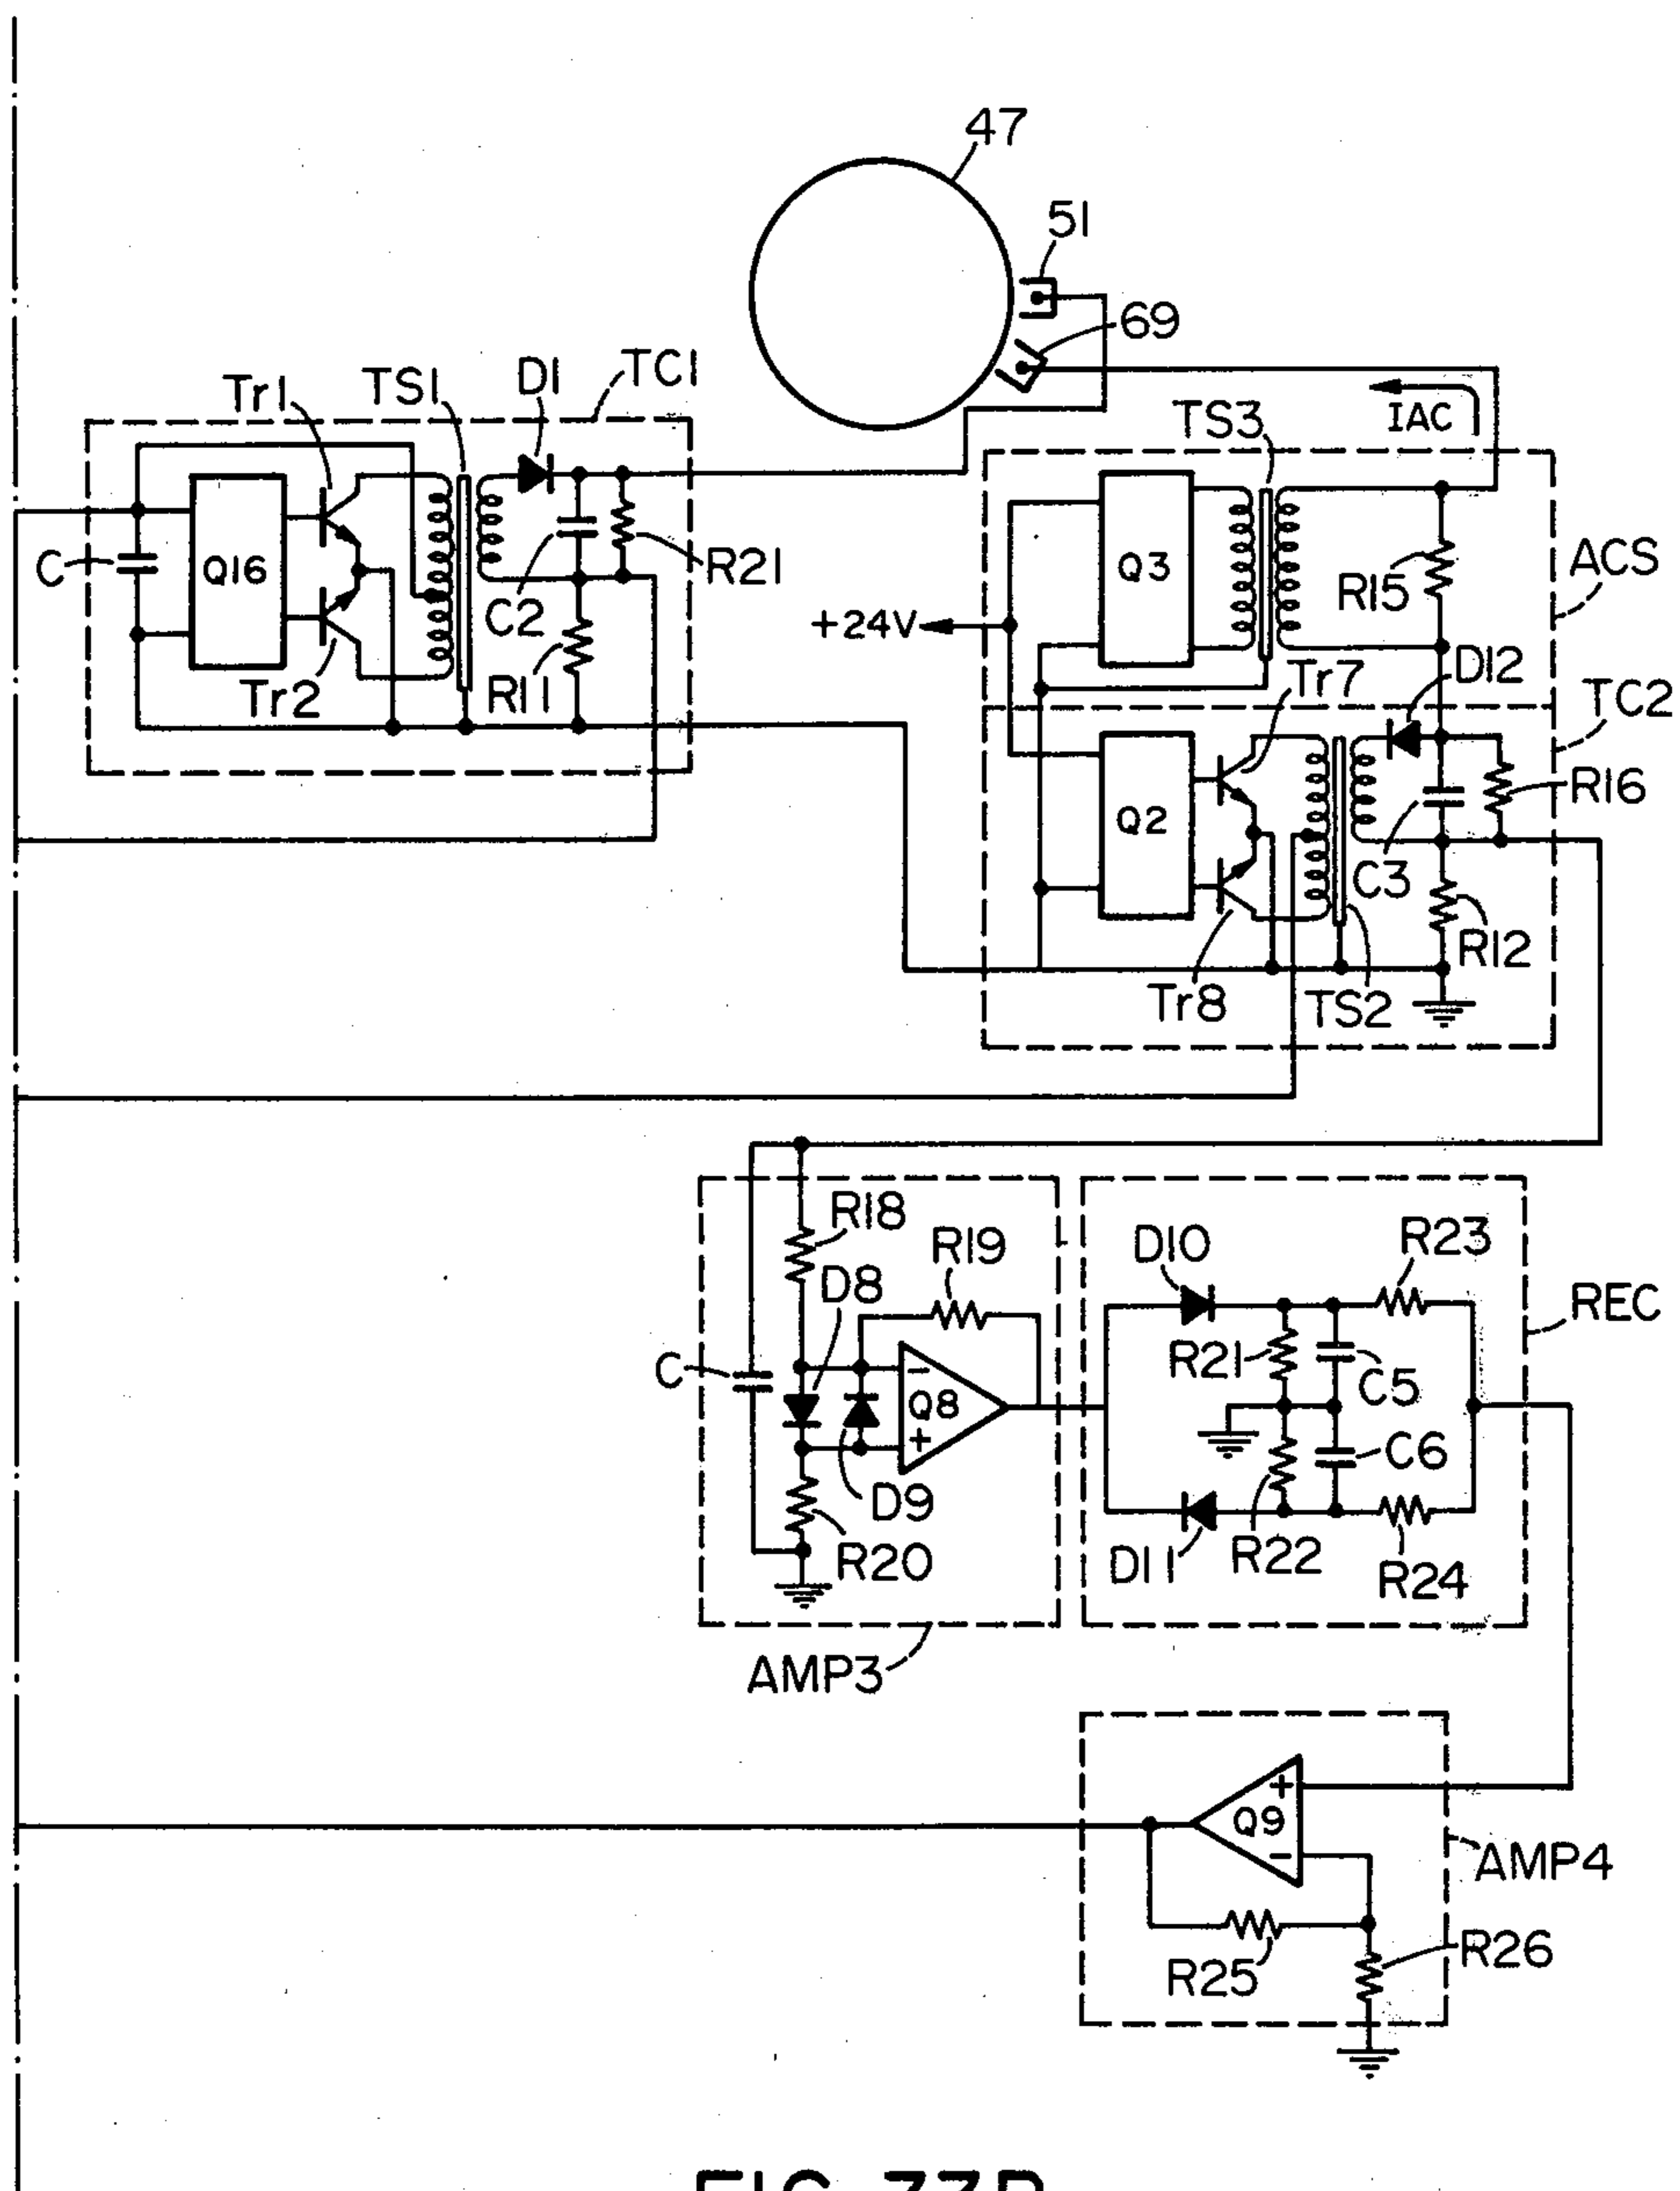 47
51
69
TC1
D1
TS1
Tr1
IAC
TS3
C
Q16
R21
C2
ACS
Q3
R15
+24V
R11
Tr2
Tr7
D12
TC2
Q2
R16
C3
R12
Tr8
TS2
R18
R19
D10
R23
D8
REC
R21
C
C5
Q8
-
+
C6
D9
R20
D11
R22
R24
AMP3
+
Q9
-
AMP4
R25
R26
FIG. 33B